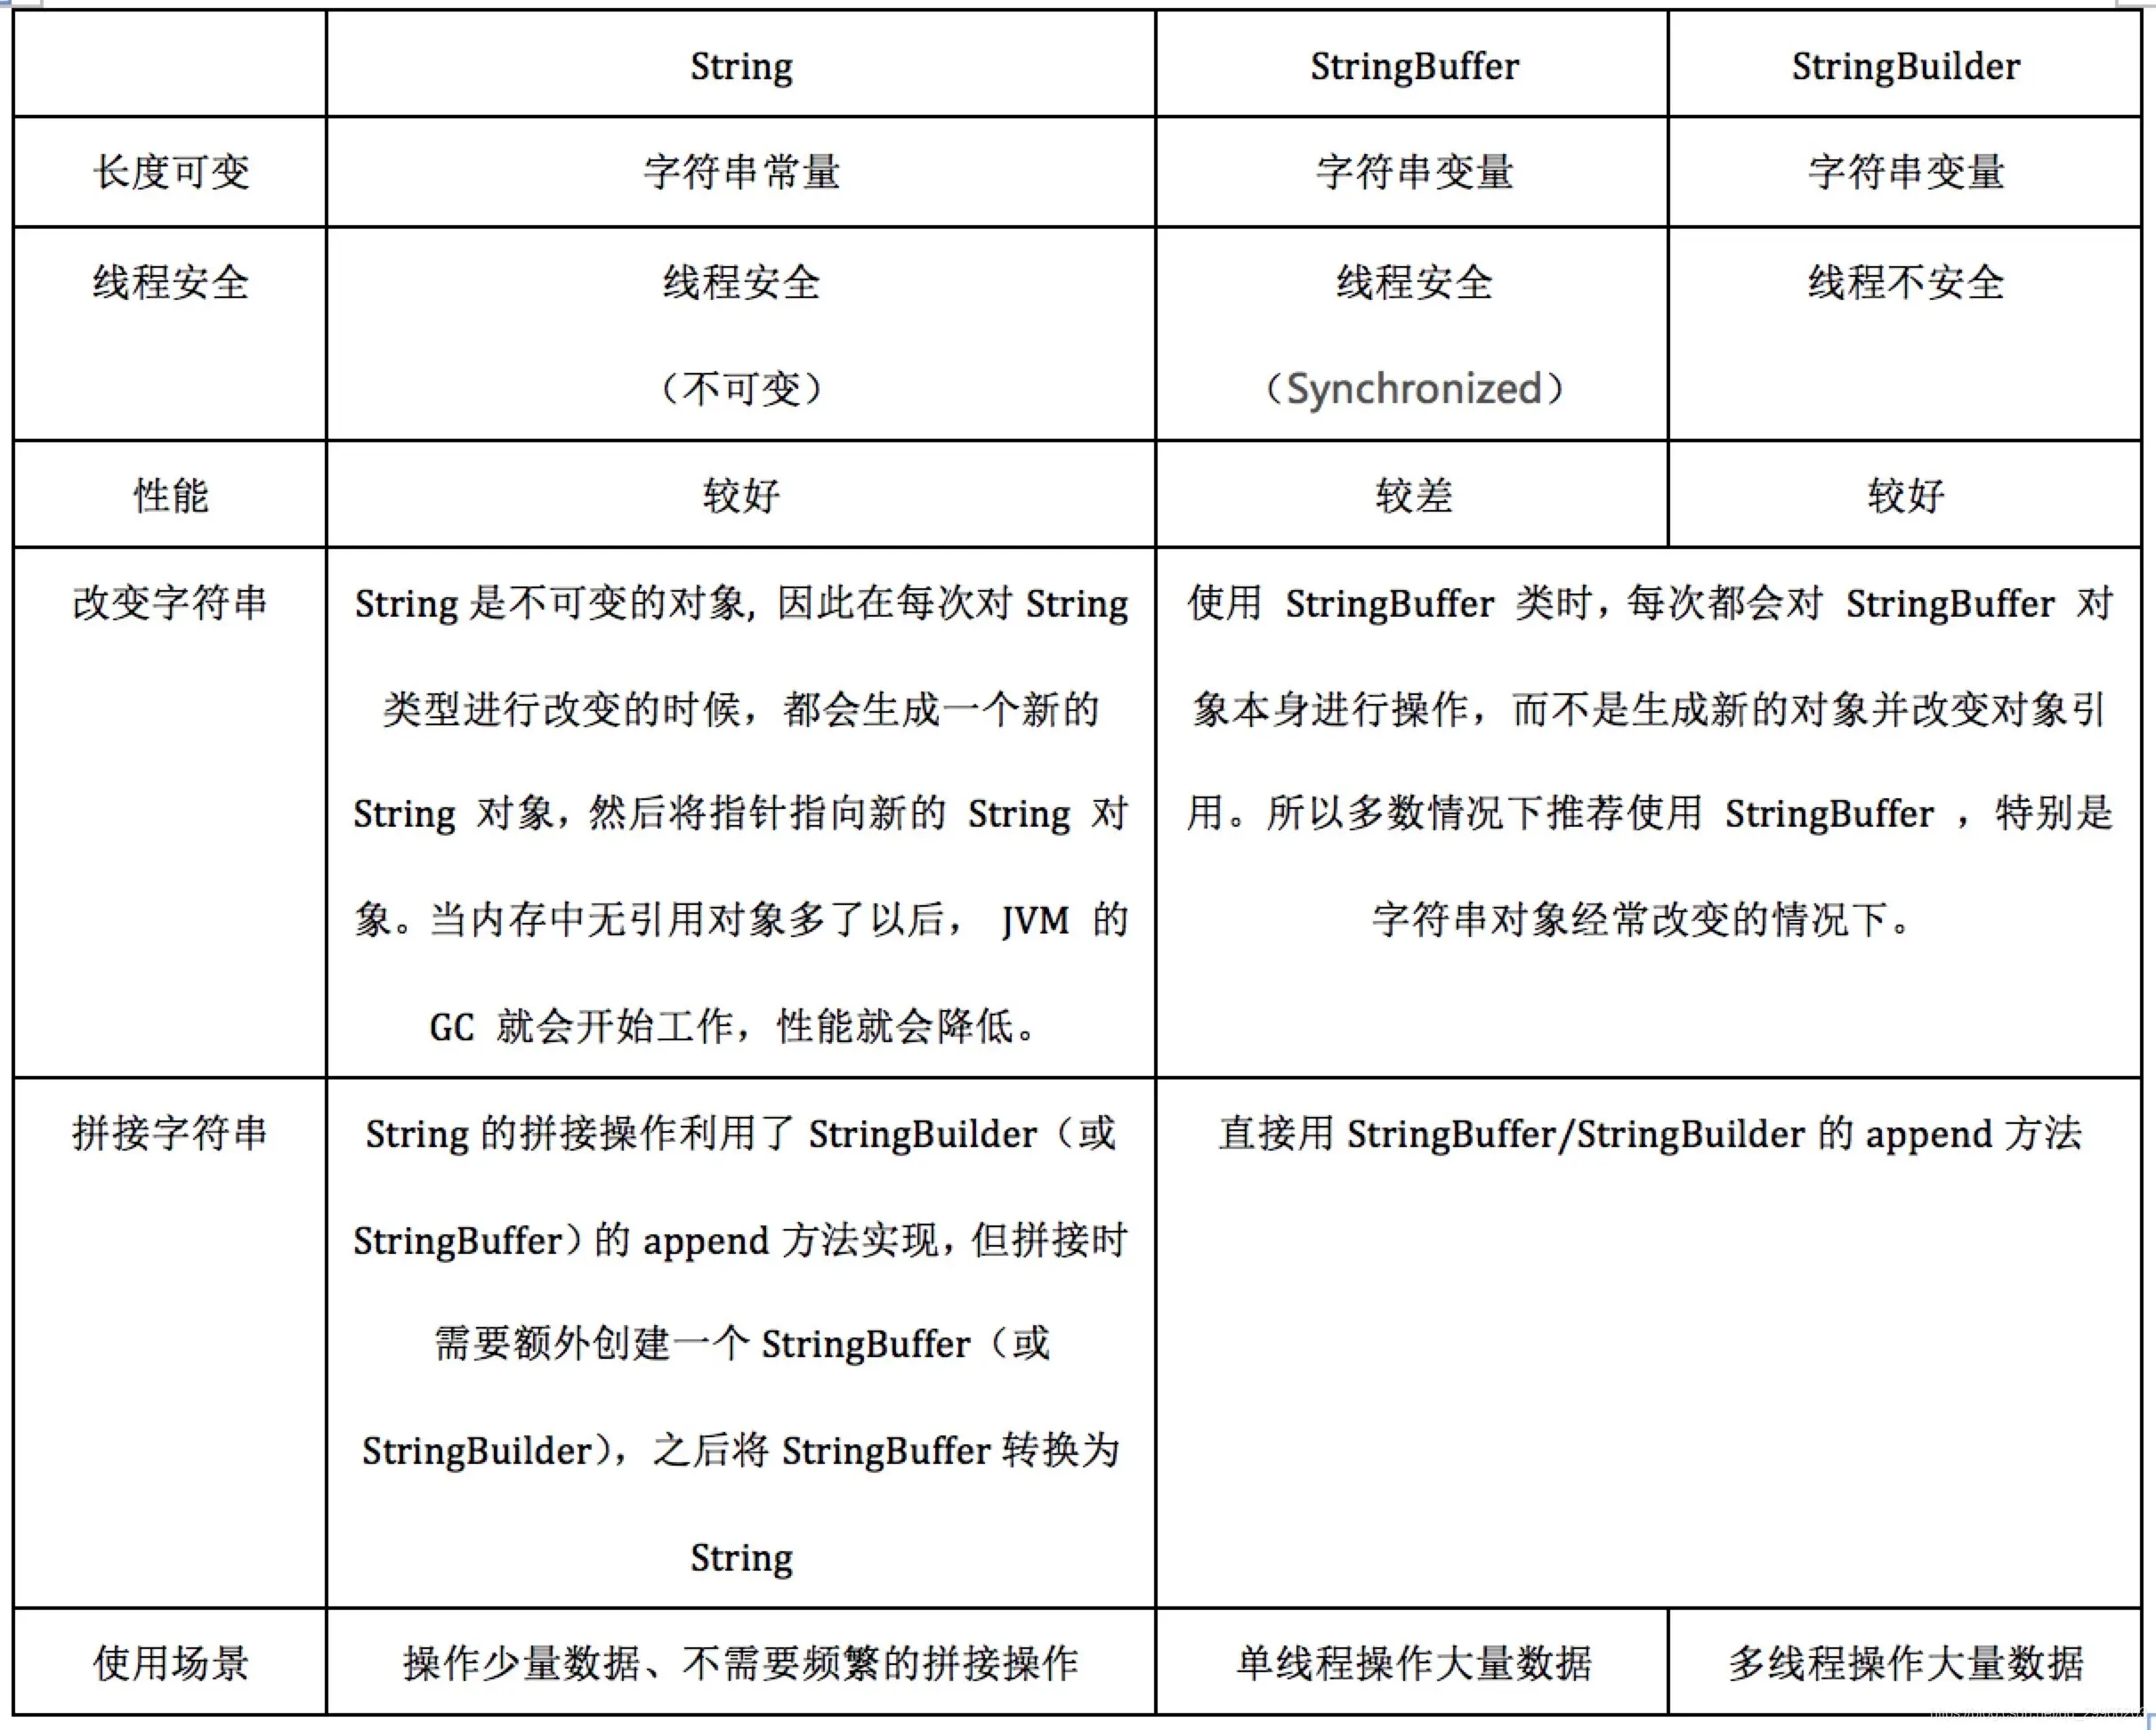 String
StringBuffer
StringBuilder
长度可变
字符串常量
字符串变量
字符串变量
线程安全
线程安全
（不可变）
线程安全
（Synchronized）
线程不安全
性能
较好
较差
较好
改变字符串
String 是不可变的对象, 因此在每次对 String
类型进行改变的时候，都会生成一个新的
String 对象，然后将指针指向新的 String 对
象。当内存中无引用对象多了以后， JVM 的
GC 就会开始工作，性能就会降低。
使用 StringBuffer 类时，每次都会对 StringBuffer 对
象本身进行操作，而不是生成新的对象并改变对象引
用。所以多数情况下推荐使用 StringBuffer ，特别是
字符串对象经常改变的情况下。
拼接字符串
String 的拼接操作利用了 StringBuilder（或
StringBuffer）的 append 方法实现，但拼接时
需要额外创建一个 StringBuffer（或
StringBuilder），之后将 StringBuffer 转换为
String
直接用 StringBuffer/StringBuilder 的 append 方法
使用场景
操作少量数据、不需要频繁的拼接操作
单线程操作大量数据
多线程操作大量数据